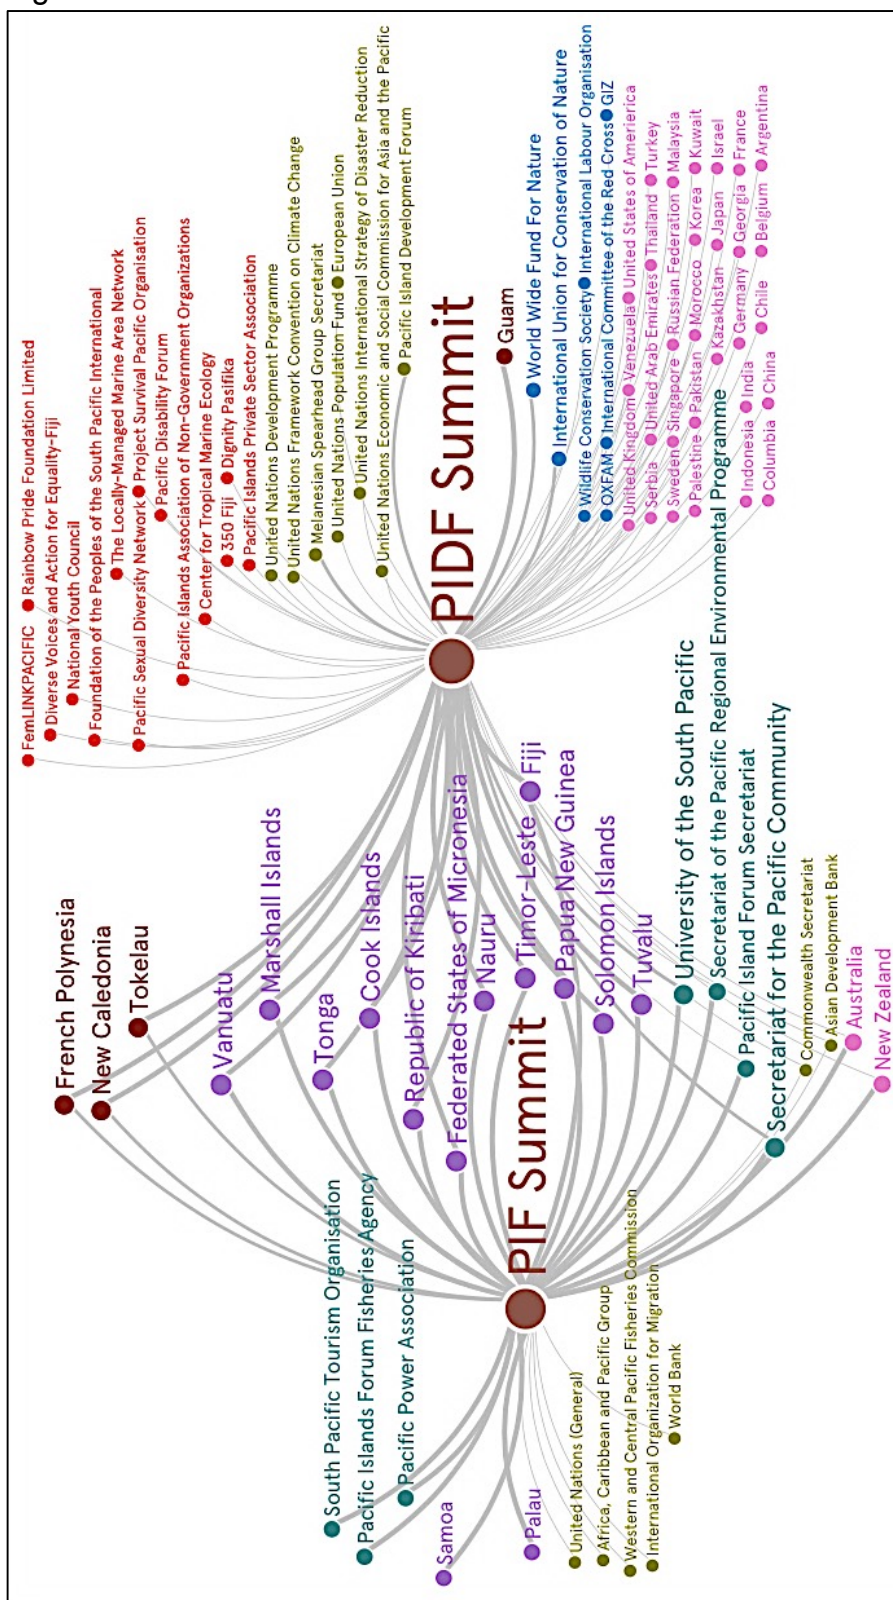 FemLINKPACIFIC
Rainbow Pride Foundation Limited
Diverse Voices and Action for Equality-Fiji
National Youth Council
Foundation of the Peoples of the South Pacific International
The Locally-Managed Marine Area Network
Pacific Sexual Diversity Network
Project Survival Pacific Organisation
Pacific Disability Forum
Pacific Islands Association of Non-Government Organizations
Center for Tropical Marine Ecology
350 Fiji
Dignity Pasifika
Pacific Islands Private Sector Association
United Nations Development Programme
United Nations Framework Convention on Climate Change
Melanesian Spearhead Group Secretariat
United Nations Population Fund
European Union
United Nations International Strategy of Disaster Reduction
United Nations Economic and Social Commission for Asia and the Pacific
Pacific Island Development Forum
PIDF Summit
Guam
World Wide Fund For Nature
International Union for Conservation of Nature
Wildlife Conservation Society
International Labour Organisation
OXFAM
International Committee of the Red Cross
GIZ
United Kingdom
Venezuela
United States of Amerierica
Serbia
United Arab Emirates
Thailand
Turkey
Sweden
Singapore
Russian Federation
Malaysia
Palestine
Pakistan
Morocco
Korea
Kuwait
Kazakhstan
Japan
Israel
Germany
Georgia
France
Indonesia
India
Chile
Belgium
Argentina
Columbia
China
French Polynesia
New Caledonia
Tokelau
Vanuatu
Marshall Islands
Tonga
Cook Islands
Republic of Kiribati
Federated States of Micronesia
Nauru
Timor-Leste
Fiji
Papua New Guinea
Solomon Islands
Tuvalu
University of the South Pacific
Secretariat of the Pacific Regional Environmental Programme
Pacific Island Forum Secretariat
Secretariat for the Pacific Community
Commonwealth Secretariat
Asian Development Bank
Australia
New Zealand
PIF Summit
South Pacific Tourism Organisation
Pacific Islands Forum Fisheries Agency
Pacific Power Association
Samoa
Palau
United Nations (General)
Africa, Caribbean and Pacific Group
Western and Central Pacific Fisheries Commission
International Organization for Migration
World Bank